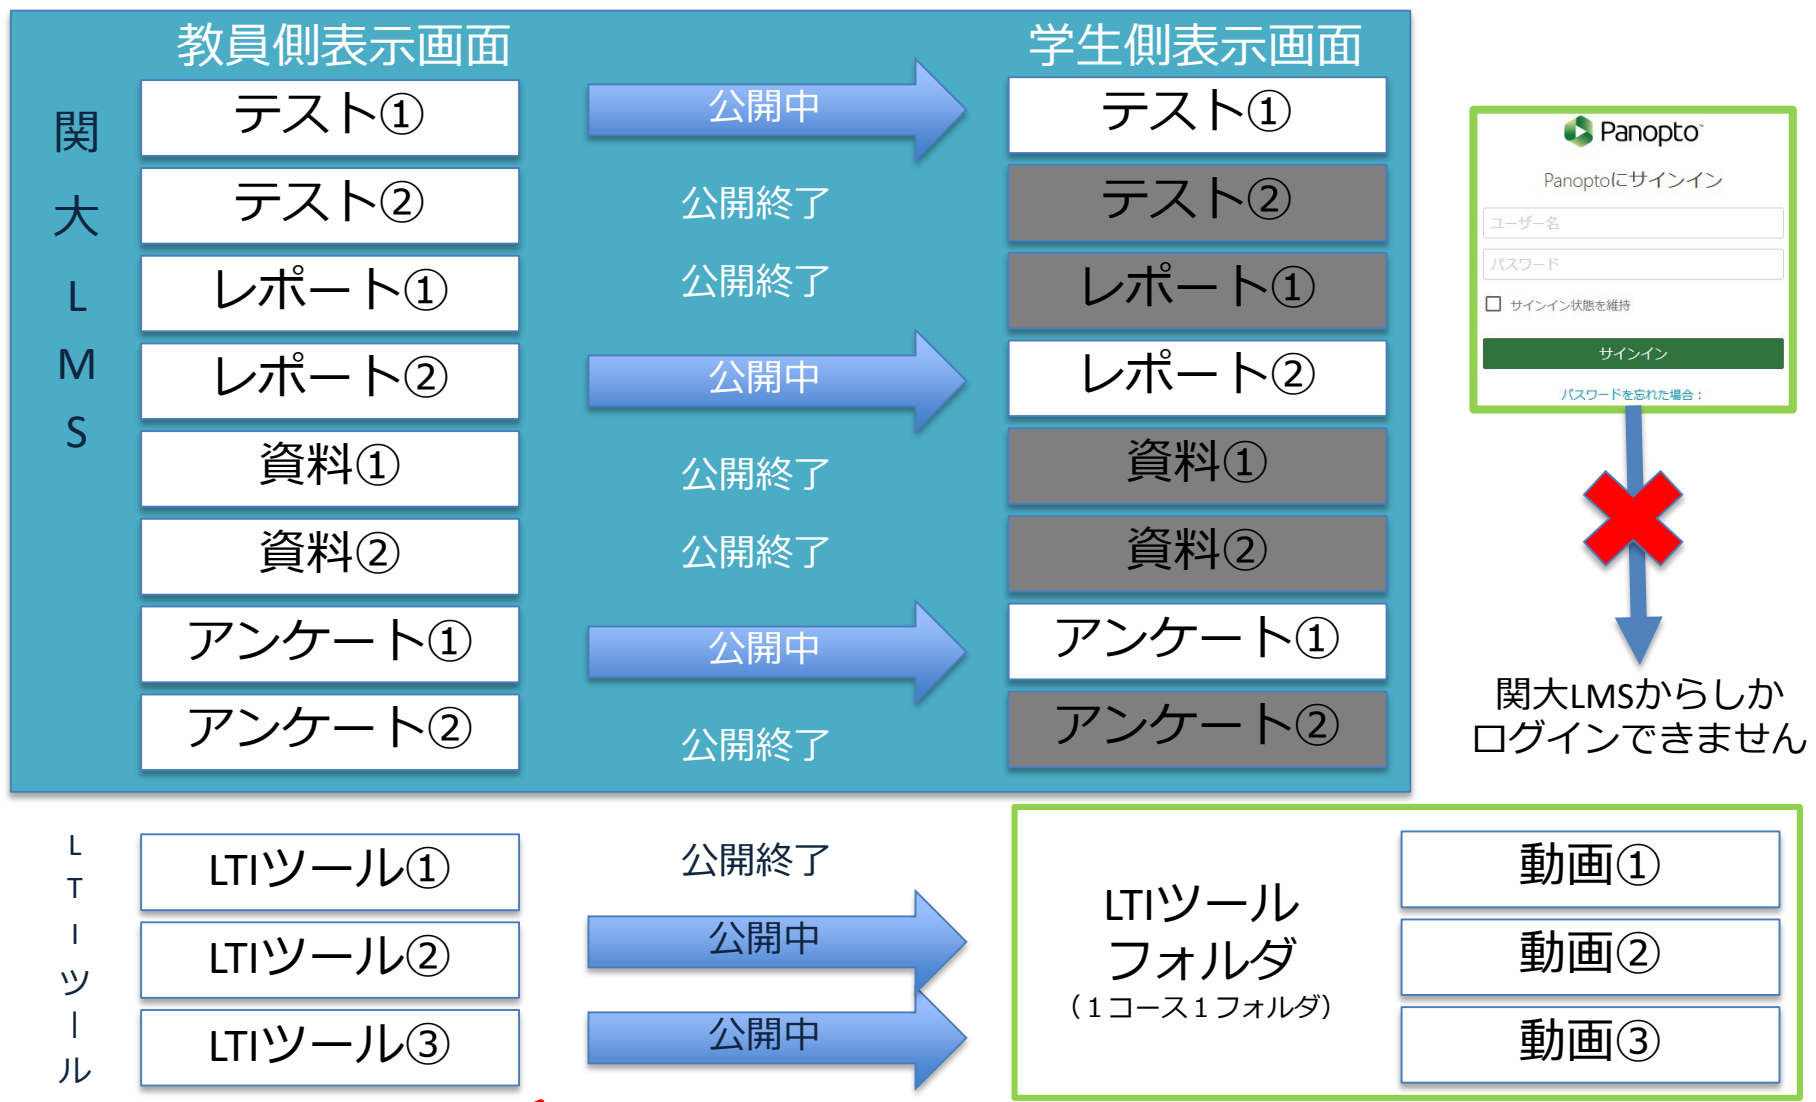 教員側表示画面
学生側表示画面
関大LMS
テスト①
公開中
テスト①
テスト②
公開終了
テスト②
レポート①
公開終了
レポート①
レポート②
公開中
レポート②
資料①
公開終了
資料①
資料②
公開終了
資料②
アンケート①
公開中
アンケート①
アンケート②
公開終了
アンケート②
Panopto
Panoptoにサインイン
ユーザー名
パスワード
サインイン状態を維持
サインイン
パスワードを忘れた場合：
関大LMSからしか
ログインできません
LTIツール
LTIツール①
公開終了
LTIツール②
公開中
LTIツール③
公開中
LTIツール
フォルダ
（１コース１フォルダ）
動画①
動画②
動画③